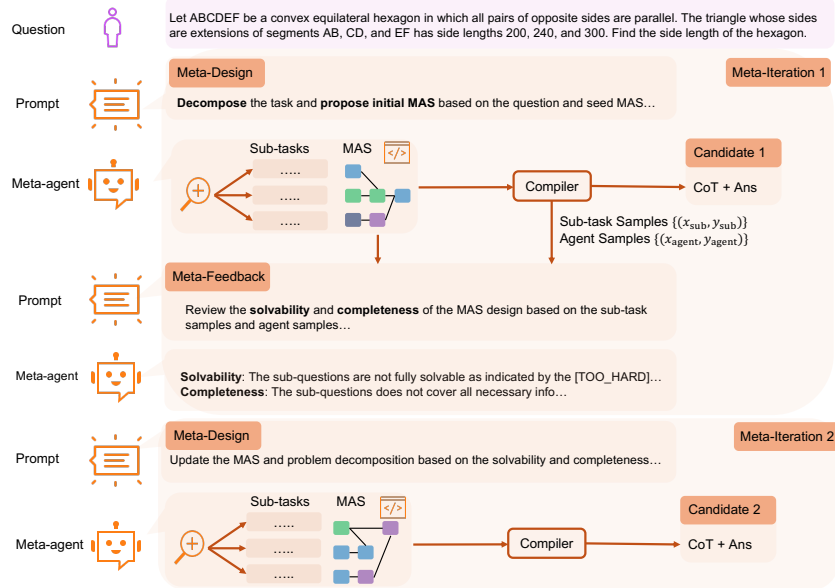 Question
Let ABCDEF be a convex equilateral hexagon in which all pairs of opposite sides are parallel. The triangle whose sides
are extensions of segments AB, CD, and EF has side lengths 200, 240, and 300. Find the side length of the hexagon.
Meta-Design
Meta-Iteration 1
Prompt
Decompose the task and propose initial MAS based on the question and seed MAS…
Sub-tasks
MAS
</>
Candidate 1
Meta-agent
…..
…..
…..
Compiler
CoT + Ans
Sub-task Samples {(x_sub, y_sub)}
Agent Samples {(x_agent, y_agent)}
Meta-Feedback
Prompt
Review the solvability and completeness of the MAS design based on the sub-task
samples and agent samples…
Meta-agent
Solvability: The sub-questions are not fully solvable as indicated by the [TOO_HARD]…
Completeness: The sub-questions does not cover all necessary info…
Meta-Design
Meta-Iteration 2
Prompt
Update the MAS and problem decomposition based on the solvability and completeness…
Sub-tasks
MAS
</>
Candidate 2
Meta-agent
…..
…..
…..
Compiler
CoT + Ans